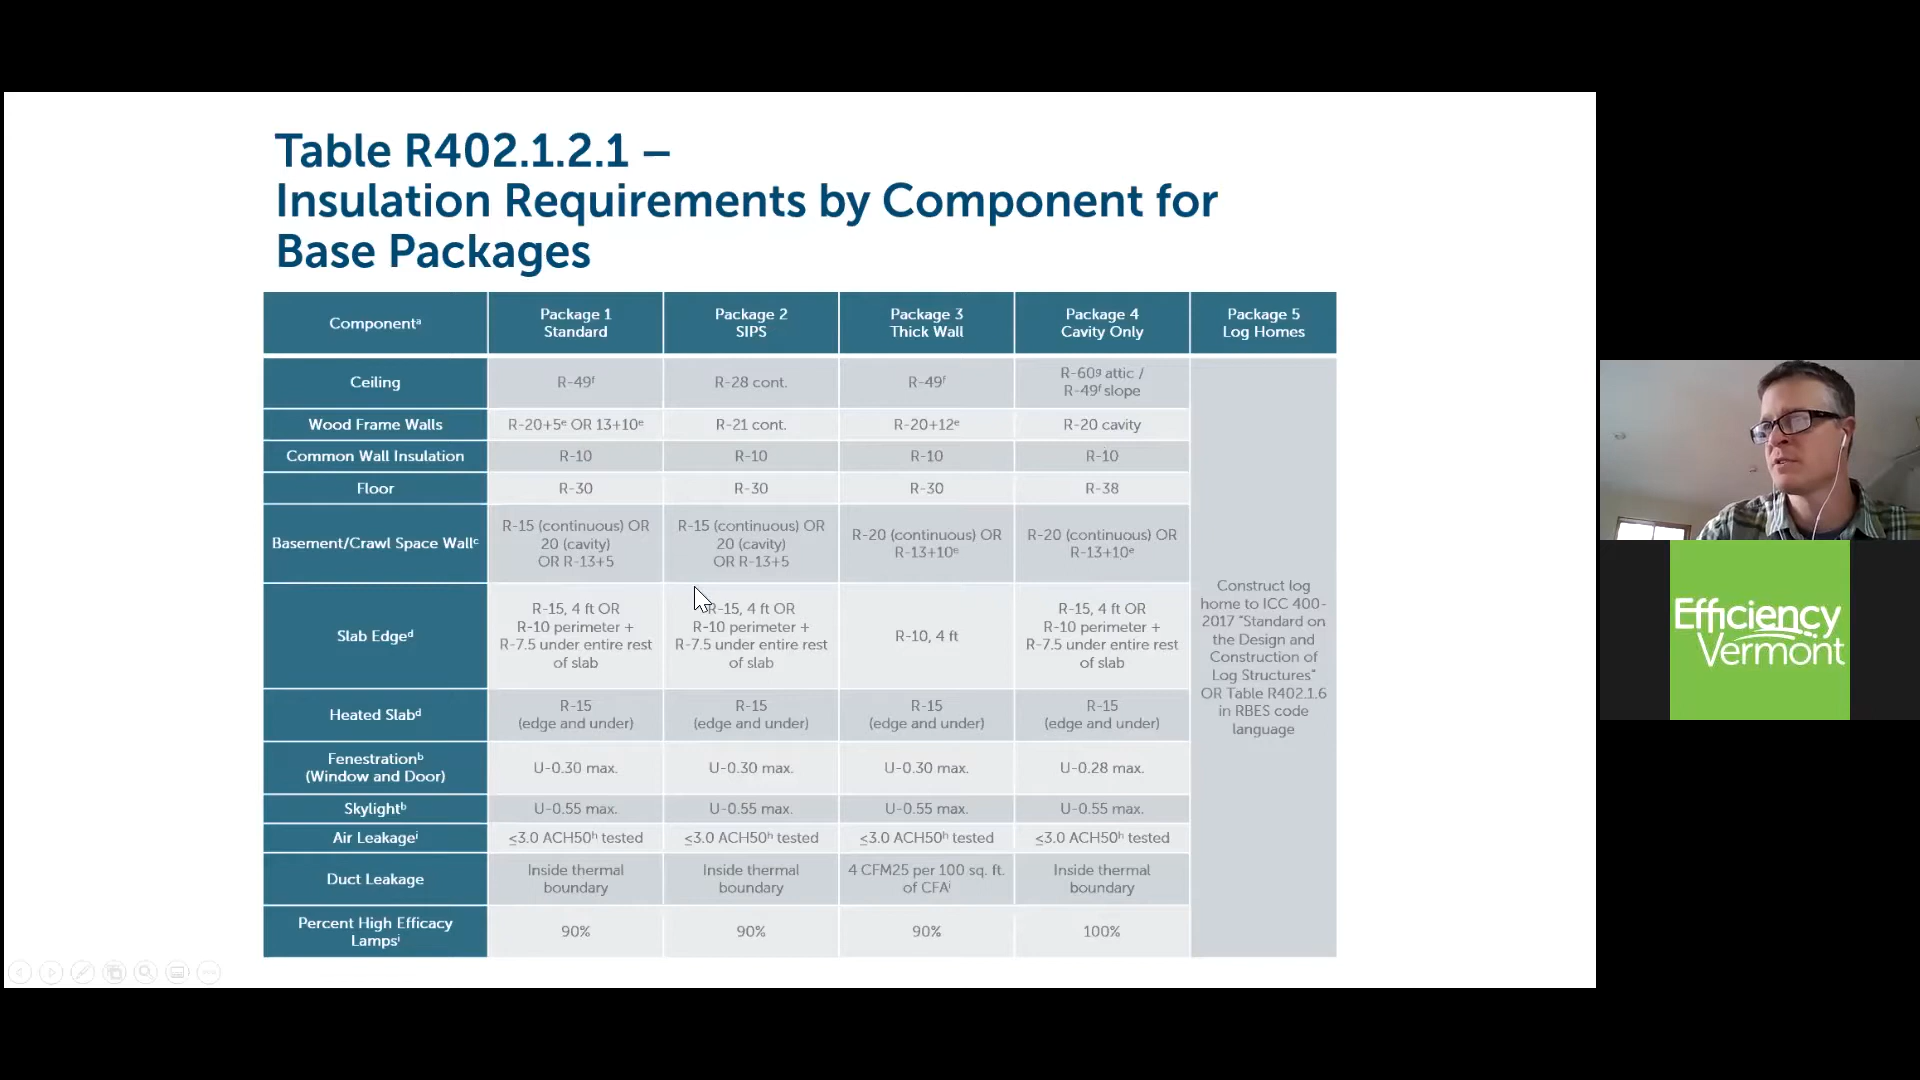 Table R402.1.2.1 –
Insulation Requirements by Component for
Base Packages
Componentᵃ
Package 1
Standard
Package 2
SIPS
Package 3
Thick Wall
Package 4
Cavity Only
Package 5
Log Homes
Ceiling
R-49ᶠ
R-28 cont.
R-49ᶠ
R-60ᵍ attic /
R-49ᶠ slope
Wood Frame Walls
R-20+5ᵉ OR 13+10ᵉ
R-21 cont.
R-20+12ᵉ
R-20 cavity
Common Wall Insulation
R-10
R-10
R-10
R-10
Floor
R-30
R-30
R-30
R-38
Basement/Crawl Space Wallᶜ
R-15 (continuous) OR
20 (cavity)
OR R-13+5
R-15 (continuous) OR
20 (cavity)
OR R-13+5
R-20 (continuous) OR
R-13+10ᵉ
R-20 (continuous) OR
R-13+10ᵉ
Slab Edgeᵈ
R-15, 4 ft OR
R-10 perimeter +
R-7.5 under entire rest
of slab
R-15, 4 ft OR
R-10 perimeter +
R-7.5 under entire rest
of slab
R-10, 4 ft
R-15, 4 ft OR
R-10 perimeter +
R-7.5 under entire rest
of slab
Heated Slabᵈ
R-15
(edge and under)
R-15
(edge and under)
R-15
(edge and under)
R-15
(edge and under)
Fenestrationᵇ
(Window and Door)
U-0.30 max.
U-0.30 max.
U-0.30 max.
U-0.28 max.
Skylightᵇ
U-0.55 max.
U-0.55 max.
U-0.55 max.
U-0.55 max.
Air Leakageⁱ
≤3.0 ACH50ʰ tested
≤3.0 ACH50ʰ tested
≤3.0 ACH50ʰ tested
≤3.0 ACH50ʰ tested
Duct Leakage
Inside thermal
boundary
Inside thermal
boundary
4 CFM25 per 100 sq. ft.
of CFAʲ
Inside thermal
boundary
Percent High Efficacy
Lampsⁱ
90%
90%
90%
100%
Construct log
home to ICC 400-
2017 "Standard on
the Design and
Construction of
Log Structures"
OR Table R402.1.6
in RBES code
language
Efficiency
Vermont